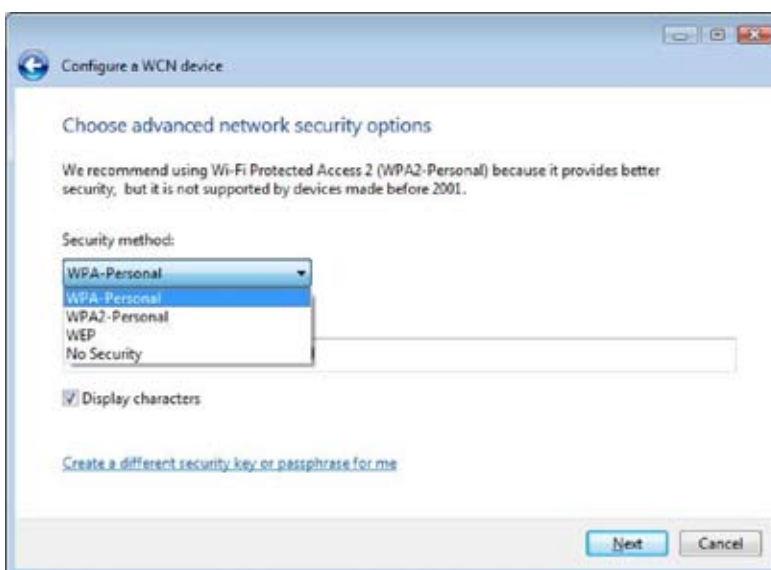 Configure a WCN device
Choose advanced network security options
We recommend using Wi-Fi Protected Access 2 (WPA2-Personal) because it provides better
security, but it is not supported by devices made before 2001.
Security method:
WPA-Personal
WPA-Personal
WPA2-Personal
WEP
No Security
Display characters
Create a different security key or passphrase for me
Next
Cancel